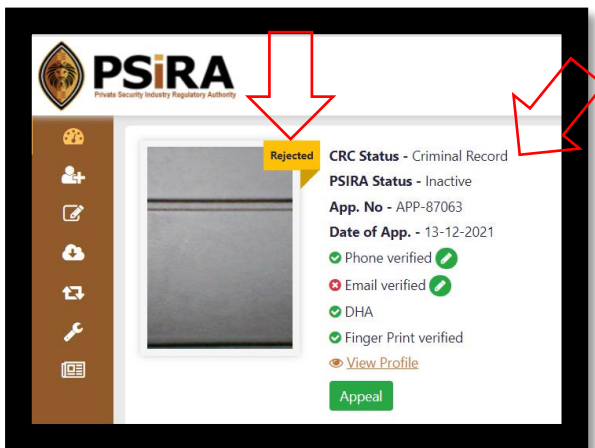 PSiRA
Private Security Industry Regulatory Authority
Rejected
CRC Status - Criminal Record
PSIRA Status - Inactive
App. No - APP-87063
Date of App. - 13-12-2021
Phone verified
Email verified
DHA
Finger Print verified
View Profile
Appeal